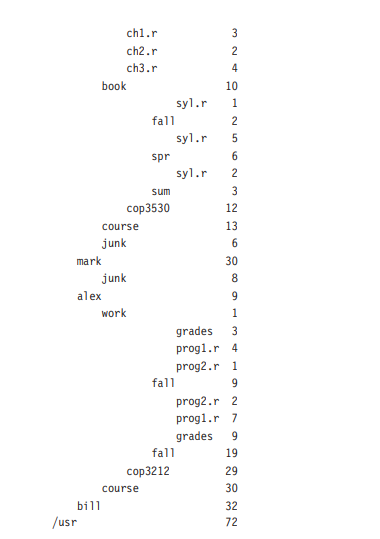 ch1.r 3
ch2.r 2
ch3.r 4
book 10
syl.r 1
fall 2
syl.r 5
spr 6
syl.r 2
sum 3
cop3530 12
course 13
junk 6
mark 30
junk 8
alex 9
work 1
grades 3
prog1.r 4
prog2.r 1
fall 9
prog2.r 2
prog1.r 7
grades 9
fall 19
cop3212 29
course 30
bill 32
/usr 72